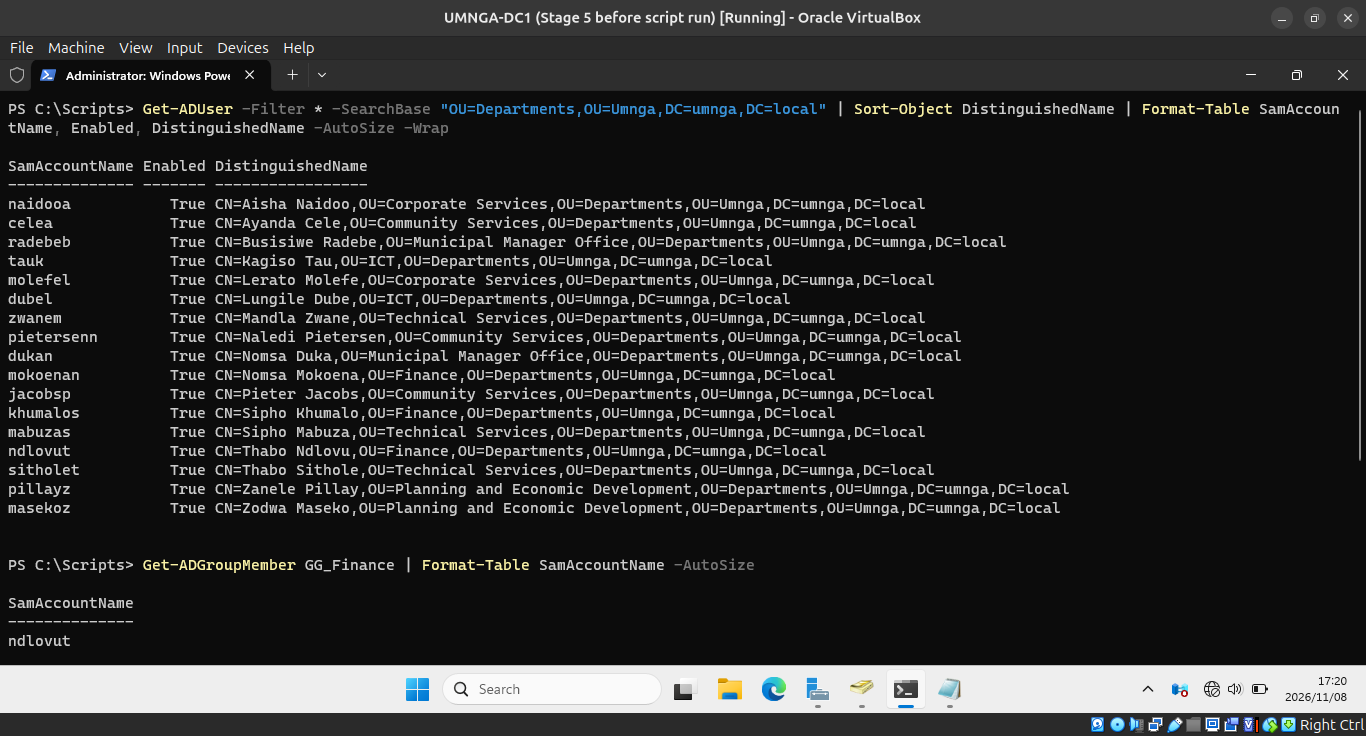 UMNGA-DC1 (Stage 5 before script run) [Running] - Oracle VirtualBox
File Machine View Input Devices Help
Administrator: Windows Powe
PS C:\Scripts> Get-ADUser -Filter * -SearchBase "OU=Departments,OU=Umnga,DC=umnga,DC=local" | Sort-Object DistinguishedName | Format-Table SamAccoun
tName, Enabled, DistinguishedName -AutoSize -Wrap
SamAccountName Enabled DistinguishedName
-------------- ------- -----------------
naidooa True CN=Aisha Naidoo,OU=Corporate Services,OU=Departments,OU=Umnga,DC=umnga,DC=local
celea True CN=Ayanda Cele,OU=Community Services,OU=Departments,OU=Umnga,DC=umnga,DC=local
radebeb True CN=Busisiwe Radebe,OU=Municipal Manager Office,OU=Departments,OU=Umnga,DC=umnga,DC=local
tauk True CN=Kagiso Tau,OU=ICT,OU=Departments,OU=Umnga,DC=umnga,DC=local
molefel True CN=Lerato Molefe,OU=Corporate Services,OU=Departments,OU=Umnga,DC=umnga,DC=local
dubel True CN=Lungile Dube,OU=ICT,OU=Departments,OU=Umnga,DC=umnga,DC=local
zwanem True CN=Mandla Zwane,OU=Technical Services,OU=Departments,OU=Umnga,DC=umnga,DC=local
pietersenn True CN=Naledi Pietersen,OU=Community Services,OU=Departments,OU=Umnga,DC=umnga,DC=local
dukan True CN=Nomsa Duka,OU=Municipal Manager Office,OU=Departments,OU=Umnga,DC=umnga,DC=local
mokoenan True CN=Nomsa Mokoena,OU=Finance,OU=Departments,OU=Umnga,DC=umnga,DC=local
jacobsp True CN=Pieter Jacobs,OU=Community Services,OU=Departments,OU=Umnga,DC=umnga,DC=local
khumalos True CN=Sipho Khumalo,OU=Finance,OU=Departments,OU=Umnga,DC=umnga,DC=local
mabuzas True CN=Sipho Mabuza,OU=Technical Services,OU=Departments,OU=Umnga,DC=umnga,DC=local
ndlovut True CN=Thabo Ndlovu,OU=Finance,OU=Departments,OU=Umnga,DC=umnga,DC=local
sitholet True CN=Thabo Sithole,OU=Technical Services,OU=Departments,OU=Umnga,DC=umnga,DC=local
pillayz True CN=Zanele Pillay,OU=Planning and Economic Development,OU=Departments,OU=Umnga,DC=umnga,DC=local
masekoz True CN=Zodwa Maseko,OU=Planning and Economic Development,OU=Departments,OU=Umnga,DC=umnga,DC=local
PS C:\Scripts> Get-ADGroupMember GG_Finance | Format-Table SamAccountName -AutoSize
SamAccountName
--------------
ndlovut
Search
17:20
2026/11/08
Right Ctrl